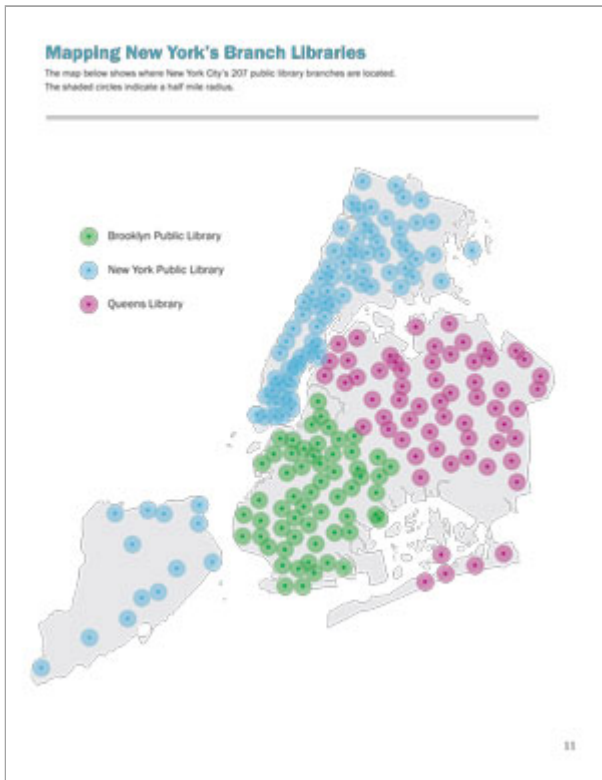 Mapping New York's Branch Libraries
The map below shows where New York City's 207 public library branches are located.
The shaded circles indicate a half mile radius.
Brooklyn Public Library
New York Public Library
Queens Library
11